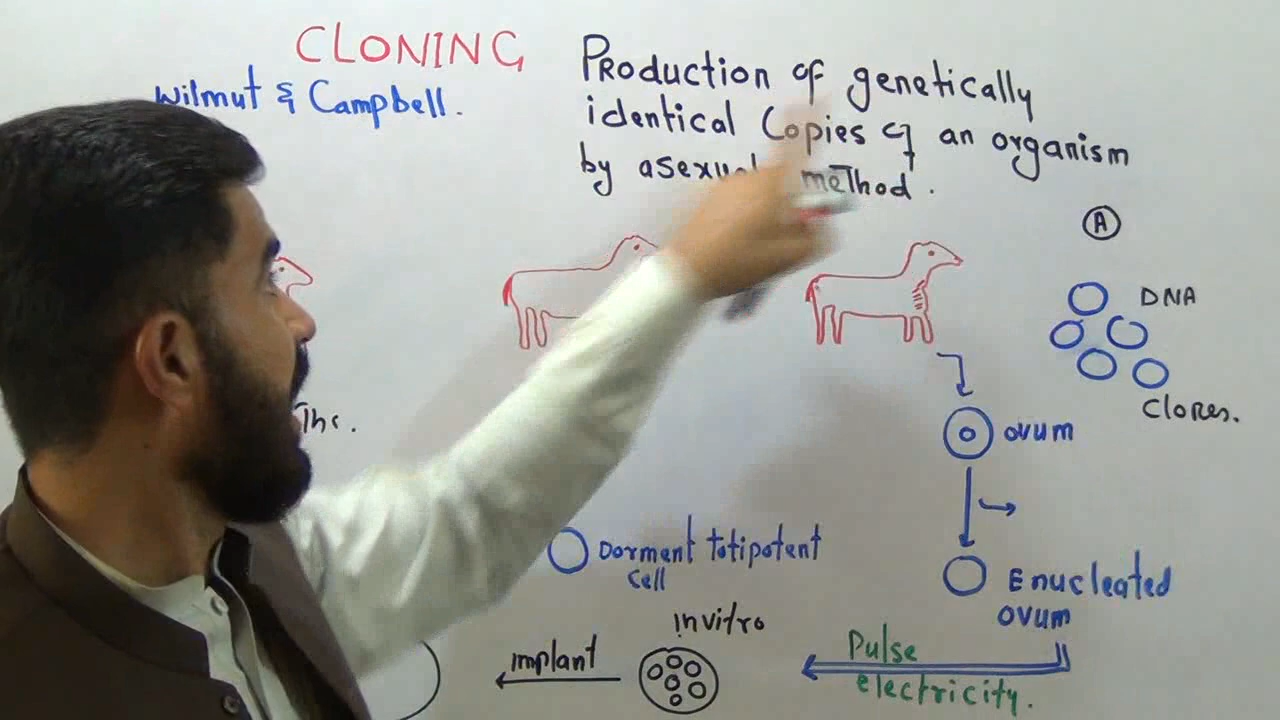 CLONING
Wilmut & Campbell.
Production of genetically
identical Copies of an organism
by asexual method.
A
DNA
Clones.
Ths.
ovum
Dorment totipotent
cell
Enucleated
ovum
invitro
implant
Pulse
electricity.